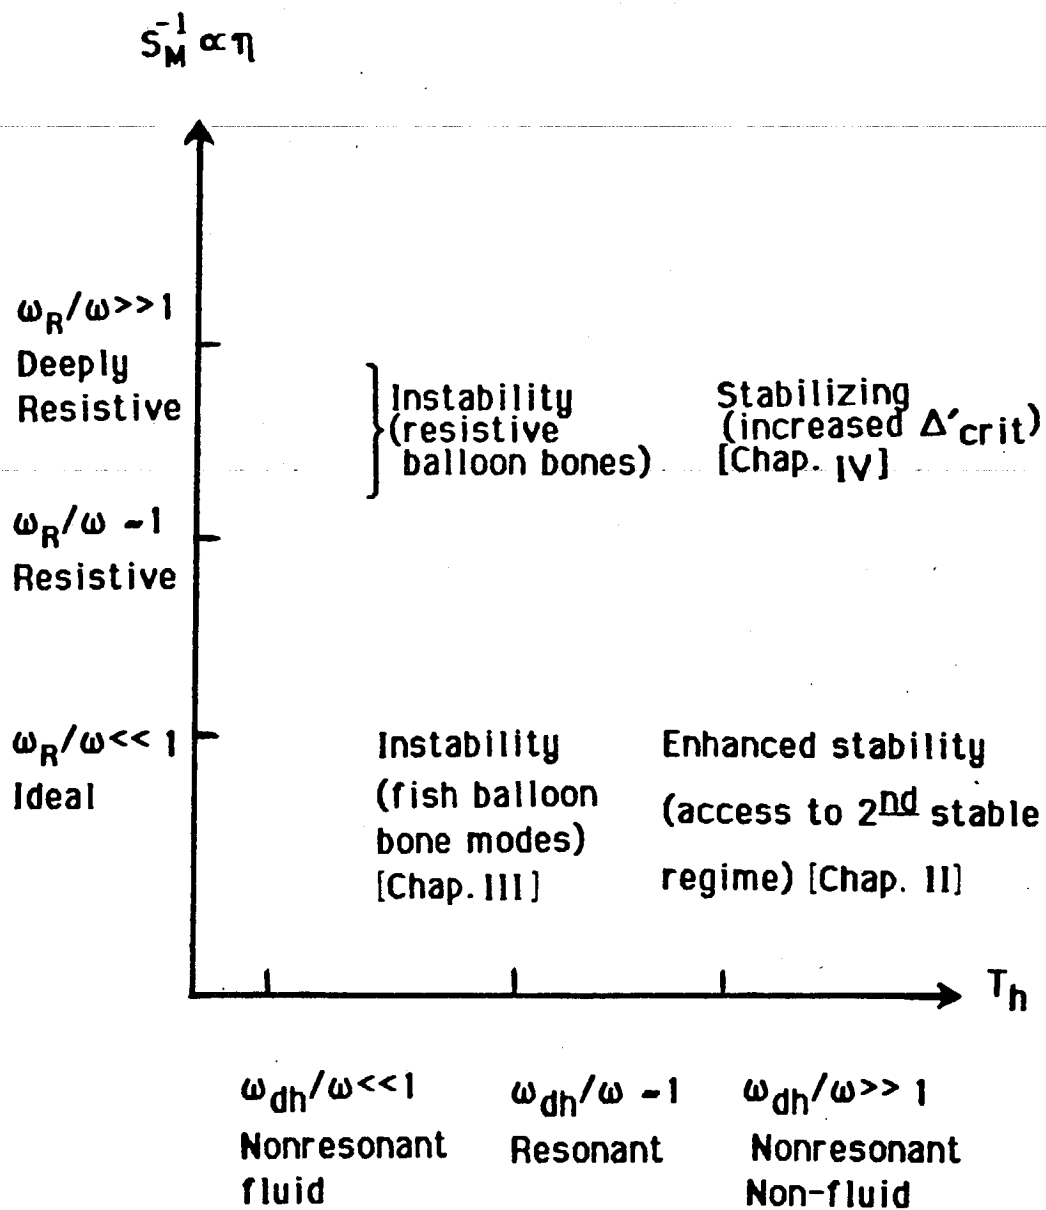 S_M^-1 ∝ η
ω_R/ω>>1
Deeply
Resistive
Instability
(resistive
balloon bones)
Stabilizing
(increased Δ′crit)
[Chap. IV]
ω_R/ω ~1
Resistive
ω_R/ω<< 1
Ideal
Instability
(fish balloon
bone modes)
[Chap. III]
Enhanced stability
(access to 2nd stable
regime) [Chap. II]
T_h
ω_dh/ω<<1
Nonresonant
fluid
ω_dh/ω ~1
Resonant
ω_dh/ω>> 1
Nonresonant
Non-fluid